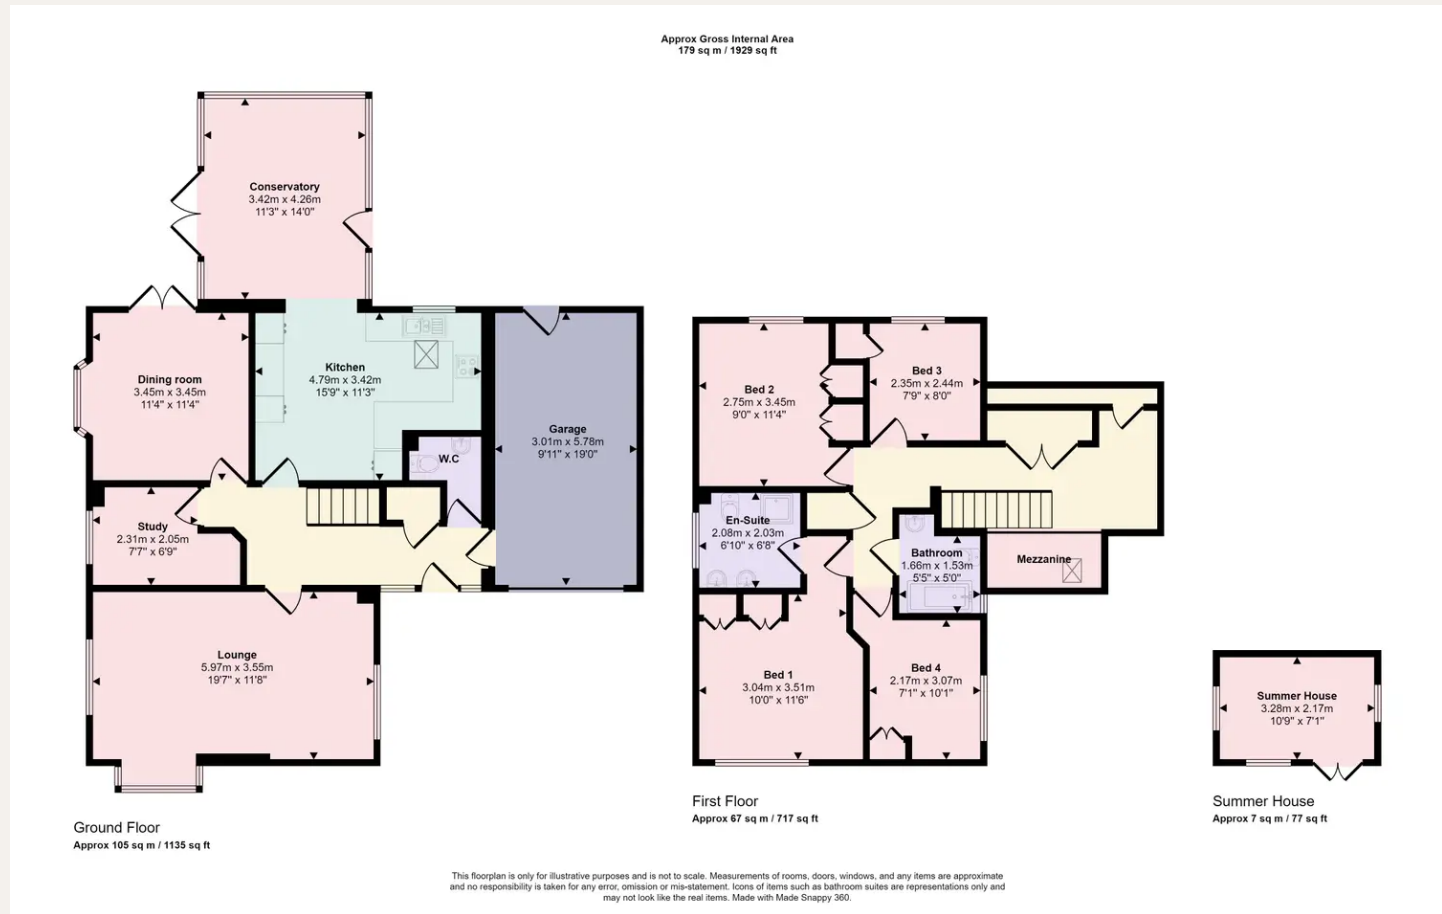 Approx Gross Internal Area
179 sq m / 1929 sq ft
Conservatory
3.42m x 4.26m
11'3" x 14'0"
Dining room
3.45m x 3.45m
11'4" x 11'4"
Kitchen
4.79m x 3.42m
15'9" x 11'3"
W.C
Garage
3.01m x 5.78m
9'11" x 19'0"
Study
2.31m x 2.05m
7'7" x 6'9"
Lounge
5.97m x 3.55m
19'7" x 11'8"
Ground Floor
Approx 105 sq m / 1135 sq ft
Bed 2
2.75m x 3.45m
9'0" x 11'4"
Bed 3
2.35m x 2.44m
7'9" x 8'0"
En-Suite
2.08m x 2.03m
6'10" x 6'8"
Bathroom
1.66m x 1.53m
5'5" x 5'0"
Mezzanine
Bed 1
3.04m x 3.51m
10'0" x 11'6"
Bed 4
2.17m x 3.07m
7'1" x 10'1"
First Floor
Approx 67 sq m / 717 sq ft
Summer House
3.28m x 2.17m
10'9" x 7'1"
Summer House
Approx 7 sq m / 77 sq ft
This floorplan is only for illustrative purposes and is not to scale. Measurements of rooms, doors, windows, and any items are approximate
and no responsibility is taken for any error, omission or mis-statement. Icons of items such as bathroom suites are representations only and
may not look like the real items. Made with Made Snappy 360.